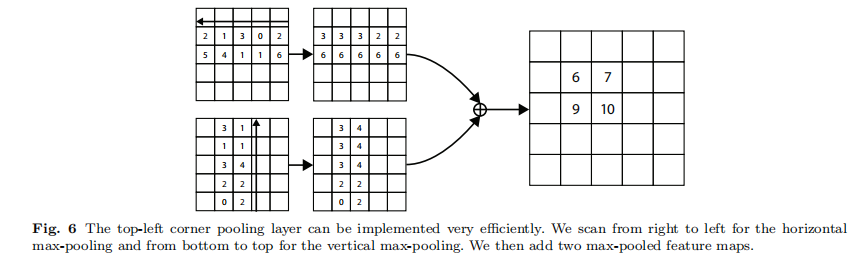 2 1 3 0 2
5 4 1 1 6
3 3 3 2 2
6 6 6 6 6
3 1
1 1
3 4
2 2
0 2
3 4
3 4
3 4
2 2
0 2
6 7
9 10
Fig. 6 The top-left corner pooling layer can be implemented very efficiently. We scan from right to left for the horizontal
max-pooling and from bottom to top for the vertical max-pooling. We then add two max-pooled feature maps.